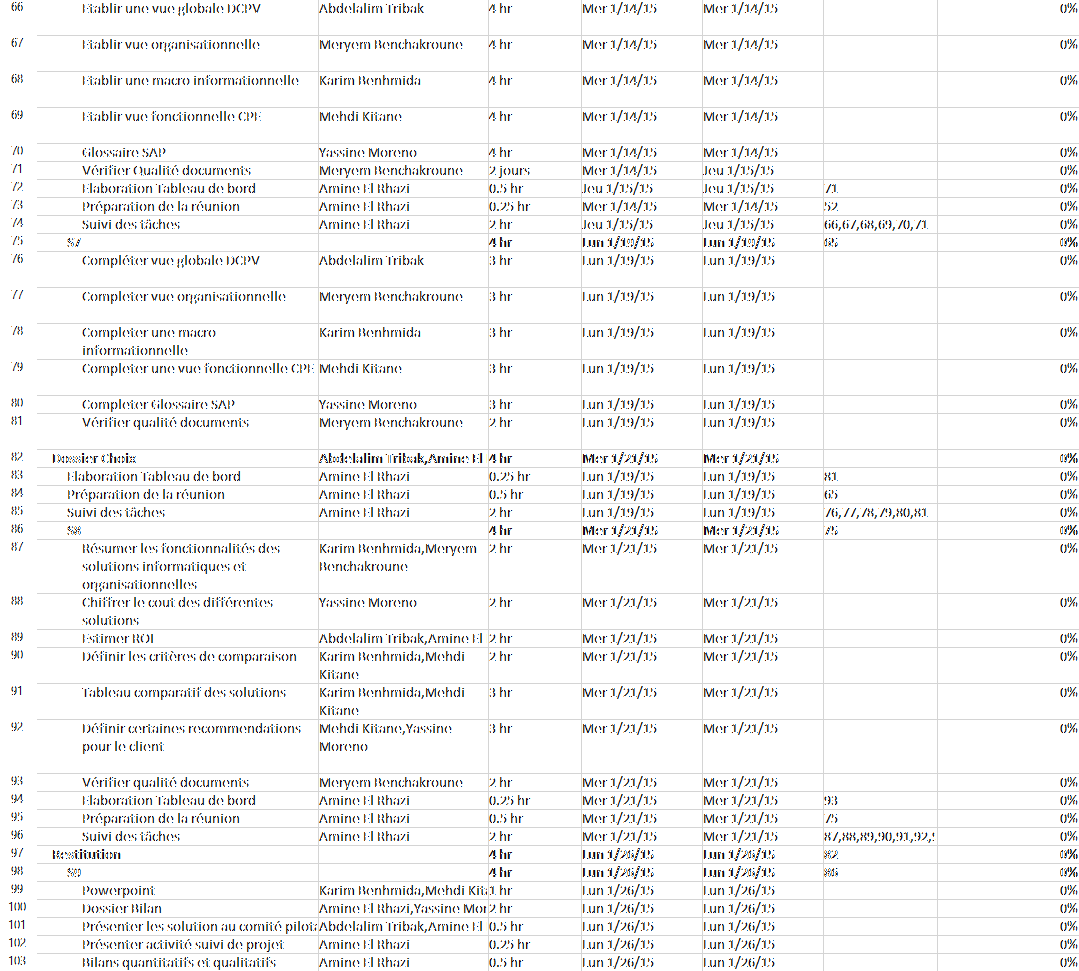 66 Etablir une vue globale DCPV Abdelalim Tribak 4 hr Mer 1/14/15 Mer 1/14/15 0%
67 Etablir vue organisationnelle Meryem Benchakroune 4 hr Mer 1/14/15 Mer 1/14/15 0%
68 Etablir une macro informationnelle Karim Benhmida 4 hr Mer 1/14/15 Mer 1/14/15 0%
69 Etablir vue fonctionnelle CPE Mehdi Kitane 4 hr Mer 1/14/15 Mer 1/14/15 0%
70 Glossaire SAP Yassine Moreno 4 hr Mer 1/14/15 Mer 1/14/15 0%
71 Vérifier Qualité documents Meryem Benchakroune 2 jours Mer 1/14/15 Jeu 1/15/15 0%
72 Elaboration Tableau de bord Amine El Rhazi 0.5 hr Jeu 1/15/15 Jeu 1/15/15 71 0%
73 Préparation de la réunion Amine El Rhazi 0.25 hr Mer 1/14/15 Mer 1/14/15 52 0%
74 Suivi des tâches Amine El Rhazi 2 hr Jeu 1/15/15 Jeu 1/15/15 66,67,68,69,70,71 0%
75 S7 4 hr Lun 1/19/15 Lun 1/19/15 65 0%
76 Compléter vue globale DCPV Abdelalim Tribak 3 hr Lun 1/19/15 Lun 1/19/15 0%
77 Completer vue organisationnelle Meryem Benchakroune 3 hr Lun 1/19/15 Lun 1/19/15 0%
78 Completer une macro Karim Benhmida 3 hr Lun 1/19/15 Lun 1/19/15 0%
informationnelle
79 Completer une vue fonctionnelle CPE Mehdi Kitane 3 hr Lun 1/19/15 Lun 1/19/15 0%
80 Completer Glossaire SAP Yassine Moreno 3 hr Lun 1/19/15 Lun 1/19/15 0%
81 Vérifier qualité documents Meryem Benchakroune 2 hr Lun 1/19/15 Lun 1/19/15 0%
82 Dossier Choix Abdelalim Tribak,Amine El 4 hr Mer 1/21/15 Mer 1/21/15 0%
83 Elaboration Tableau de bord Amine El Rhazi 0.25 hr Lun 1/19/15 Lun 1/19/15 81 0%
84 Préparation de la réunion Amine El Rhazi 0.5 hr Lun 1/19/15 Lun 1/19/15 65 0%
85 Suivi des tâches Amine El Rhazi 2 hr Lun 1/19/15 Lun 1/19/15 76,77,78,79,80,81 0%
86 S8 4 hr Mer 1/21/15 Mer 1/21/15 75 0%
87 Résumer les fonctionnalités des Karim Benhmida,Meryem 2 hr Mer 1/21/15 Mer 1/21/15 0%
solutions informatiques et Benchakroune
organisationnelles
88 Chiffrer le cout des différentes Yassine Moreno 2 hr Mer 1/21/15 Mer 1/21/15 0%
solutions
89 Estimer ROI Abdelalim Tribak,Amine El 2 hr Mer 1/21/15 Mer 1/21/15 0%
90 Définir les critères de comparaison Karim Benhmida,Mehdi 2 hr Mer 1/21/15 Mer 1/21/15 0%
Kitane
91 Tableau comparatif des solutions Karim Benhmida,Mehdi 3 hr Mer 1/21/15 Mer 1/21/15 0%
Kitane
92 Définir certaines recommendations Mehdi Kitane,Yassine 3 hr Mer 1/21/15 Mer 1/21/15 0%
pour le client Moreno
93 Vérifier qualité documents Meryem Benchakroune 2 hr Mer 1/21/15 Mer 1/21/15 0%
94 Elaboration Tableau de bord Amine El Rhazi 0.25 hr Mer 1/21/15 Mer 1/21/15 93 0%
95 Préparation de la réunion Amine El Rhazi 0.5 hr Mer 1/21/15 Mer 1/21/15 75 0%
96 Suivi des tâches Amine El Rhazi 2 hr Mer 1/21/15 Mer 1/21/15 87,88,89,90,91,92, 0%
97 Restitution 4 hr Lun 1/26/15 Lun 1/26/15 82 0%
98 S9 4 hr Lun 1/26/15 Lun 1/26/15 86 0%
99 Powerpoint Karim Benhmida,Mehdi Kita 1 hr Lun 1/26/15 Lun 1/26/15 0%
100 Dossier Bilan Amine El Rhazi,Yassine Mor 2 hr Lun 1/26/15 Lun 1/26/15 0%
101 Présenter les solution au comité pilota Abdelalim Tribak,Amine El 0.5 hr Lun 1/26/15 Lun 1/26/15 0%
102 Présenter activité suivi de projet Amine El Rhazi 0.25 hr Lun 1/26/15 Lun 1/26/15 0%
103 Bilans quantitatifs et qualitatifs Amine El Rhazi 0.5 hr Lun 1/26/15 Lun 1/26/15 0%